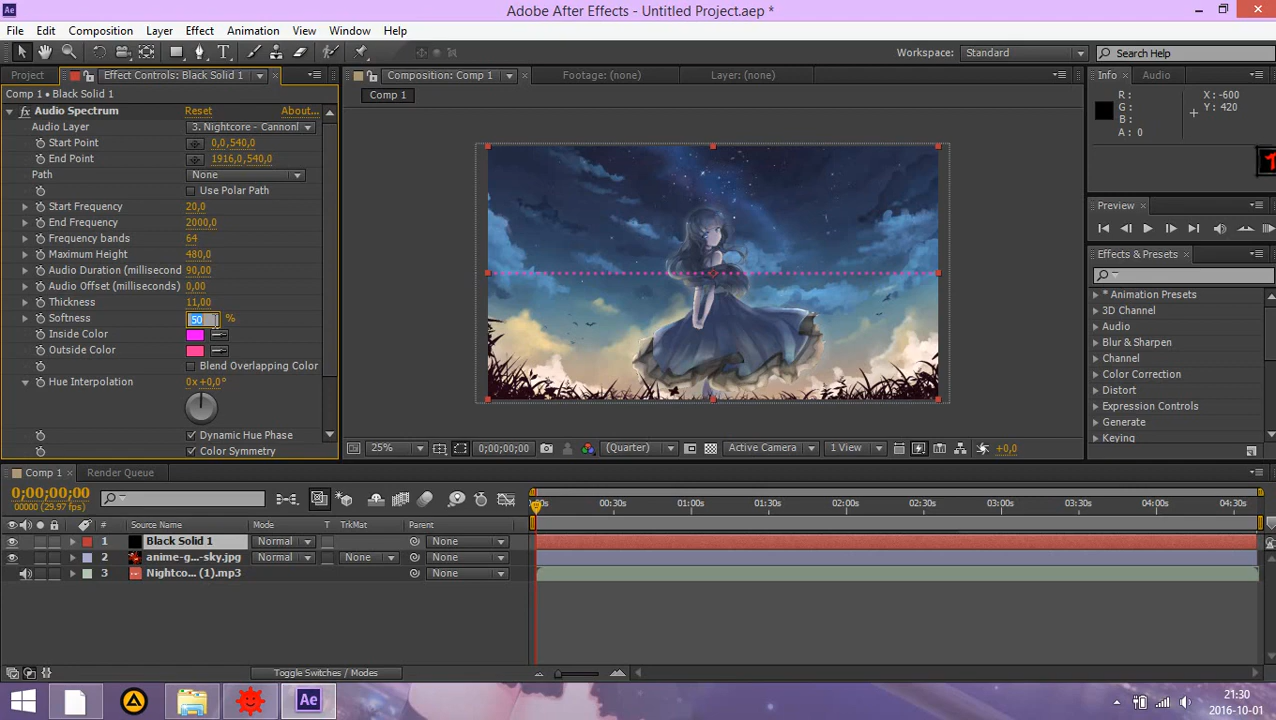 Ae
Adobe After Effects - Untitled Project.aep *
File Edit Composition Layer Effect Animation View Window Help
Workspace: Standard Search Help
Project Effect Controls: Black Solid 1 Composition: Comp 1 Footage: (none) Layer: (none) Info Audio
Comp 1 • Black Solid 1
Comp 1
fx Audio Spectrum Reset About...
Audio Layer 3. Nightcore - Cannonl
Start Point 0,0,540,0
End Point 1916,0,540,0
Path None
Use Polar Path
Start Frequency 20,0
End Frequency 2000,0
Frequency bands 64
Maximum Height 480,0
Audio Duration (millisecond 90,00
Audio Offset (milliseconds) 0,00
Thickness 11,00
Softness 50 %
Inside Color
Outside Color
Blend Overlapping Color
Hue Interpolation 0x+0,0°
Dynamic Hue Phase
Color Symmetry
R :
G :
B :
A : 0
X : -600
Y : 420
Preview
Effects & Presets
* Animation Presets
3D Channel
Audio
Blur & Sharpen
Channel
Color Correction
Distort
Expression Controls
Generate
Keying
25% 0;00;00;00 (Quarter) Active Camera 1 View +0,0
Comp 1 Render Queue
0;00;00;00
00000 (29.97 fps)
:00s 00:30s 01:00s 01:30s 02:00s 02:30s 03:00s 03:30s 04:00s 04:30s
# Source Name Mode T TrkMat Parent
1 Black Solid 1 Normal None
2 anime-g...-sky.jpg Normal None None
3 Nightco... (1).mp3 None
Toggle Switches / Modes
Ae
21:30
2016-10-01